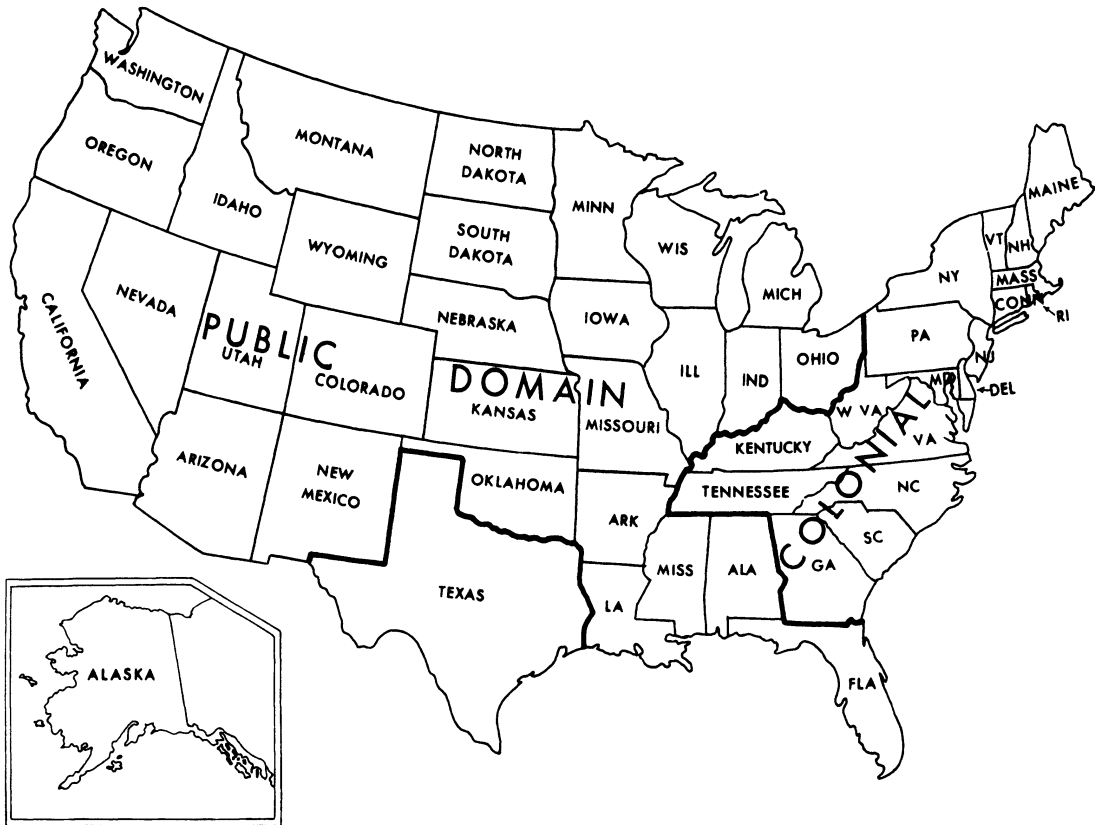 WASHINGTON
OREGON
CALIFORNIA
NEVADA
IDAHO
MONTANA
WYOMING
UTAH
COLORADO
ARIZONA
NEW
MEXICO
NORTH
DAKOTA
SOUTH
DAKOTA
NEBRASKA
KANSAS
OKLAHOMA
TEXAS
MINN
IOWA
MISSOURI
ARK
LA
WIS
ILL
MICH
IND
OHIO
KENTUCKY
TENNESSEE
MISS
ALA
GA
FLA
SC
NC
VA
W VA
MD
DEL
PA
NJ
NY
CONN
RI
MASS
VT
NH
MAINE
ALASKA
PUBLIC
DOMAIN
COLONIAL